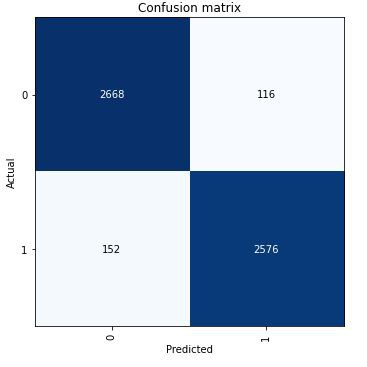 Confusion matrix
0
2668
116
Actual
1
152
2576
0
1
Predicted